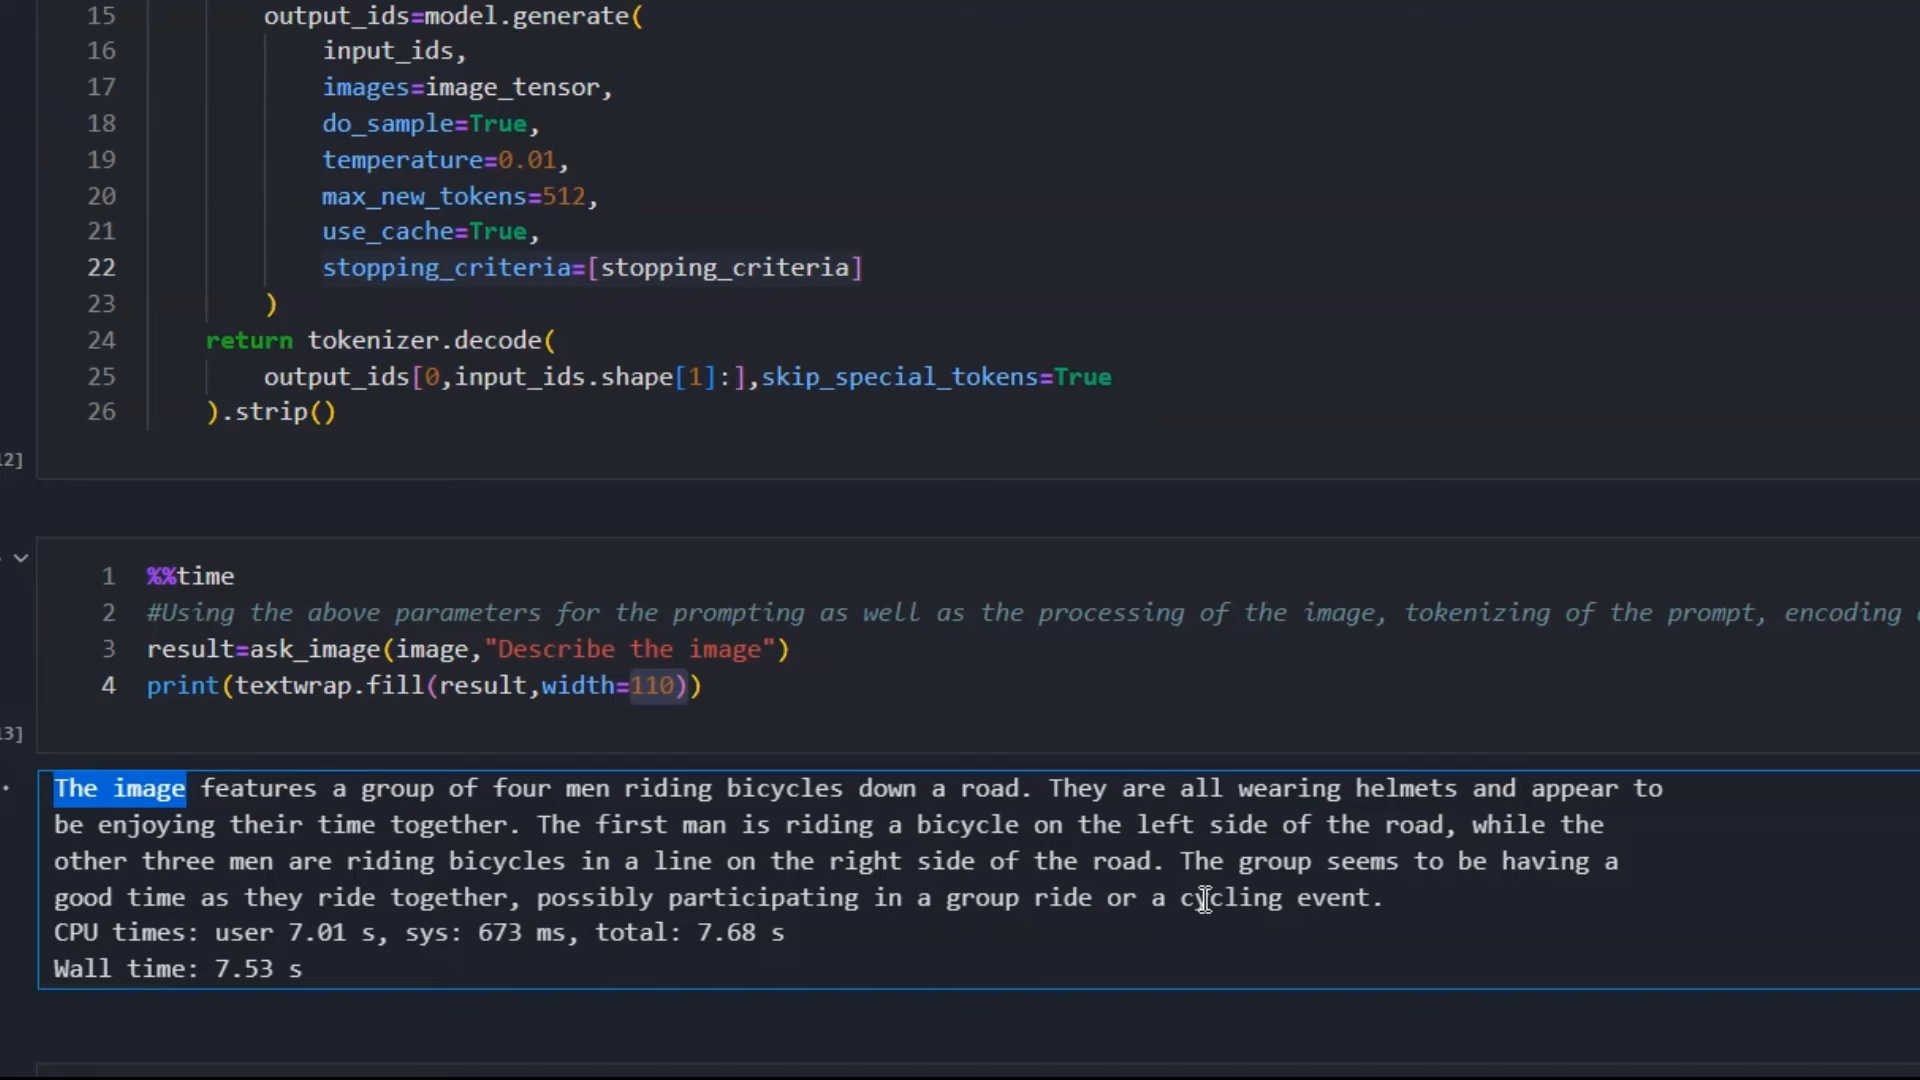 15 output_ids=model.generate(
16 input_ids,
17 images=image_tensor,
18 do_sample=True,
19 temperature=0.01,
20 max_new_tokens=512,
21 use_cache=True,
22 stopping_criteria=[stopping_criteria]
23 )
24 return tokenizer.decode(
25 output_ids[0,input_ids.shape[1]:],skip_special_tokens=True
26 ).strip()
12]
1 %%time
2 #Using the above parameters for the prompting as well as the processing of the image, tokenizing of the prompt, encoding
3 result=ask_image(image,"Describe the image")
4 print(textwrap.fill(result,width=110))
13]
The image features a group of four men riding bicycles down a road. They are all wearing helmets and appear to
be enjoying their time together. The first man is riding a bicycle on the left side of the road, while the
other three men are riding bicycles in a line on the right side of the road. The group seems to be having a
good time as they ride together, possibly participating in a group ride or a cycling event.
CPU times: user 7.01 s, sys: 673 ms, total: 7.68 s
Wall time: 7.53 s